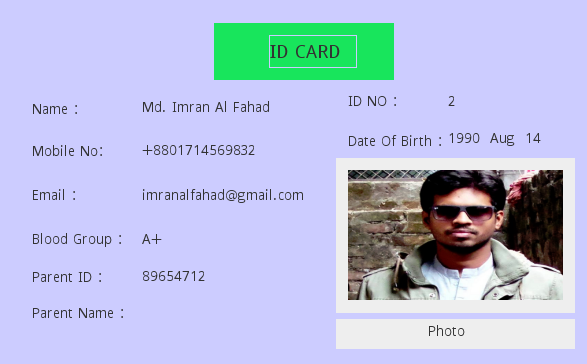 ID CARD
Name : Md. Imran Al Fahad
ID NO : 2
Mobile No: +8801714569832
Date Of Birth : 1990 Aug 14
Email : imranalfahad@gmail.com
Blood Group : A+
Parent ID : 89654712
Parent Name :
Photo